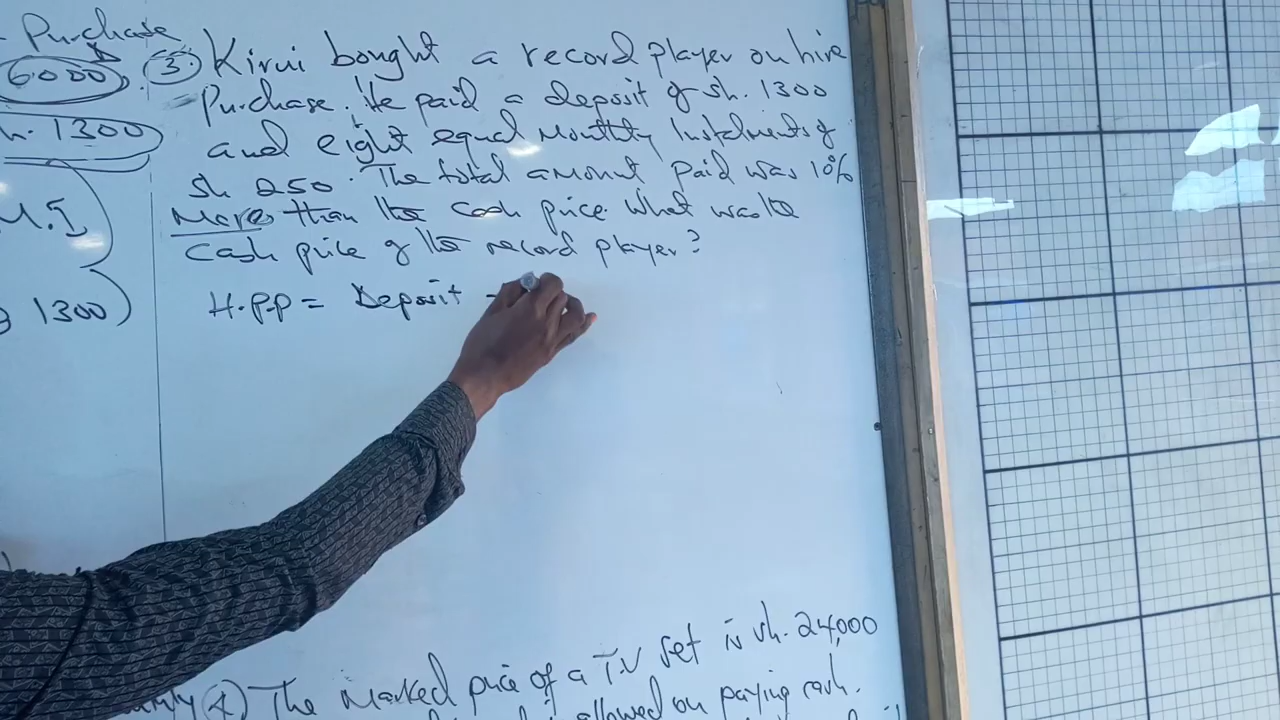 - Purchase
6000
h. 1300
M.I
1300)
(3) Kirui bought a record player on hire
Purchase. He paid a deposit of sh. 1300
and eight equal Monthly Instalments of
sh 250. The total amount paid was 10%
More than the cash price What was the
Cash price of the record player?
H.P.P = Deposit -
(4) The Marked price of a TV set is sh. 24,000
allowed on paying cash.